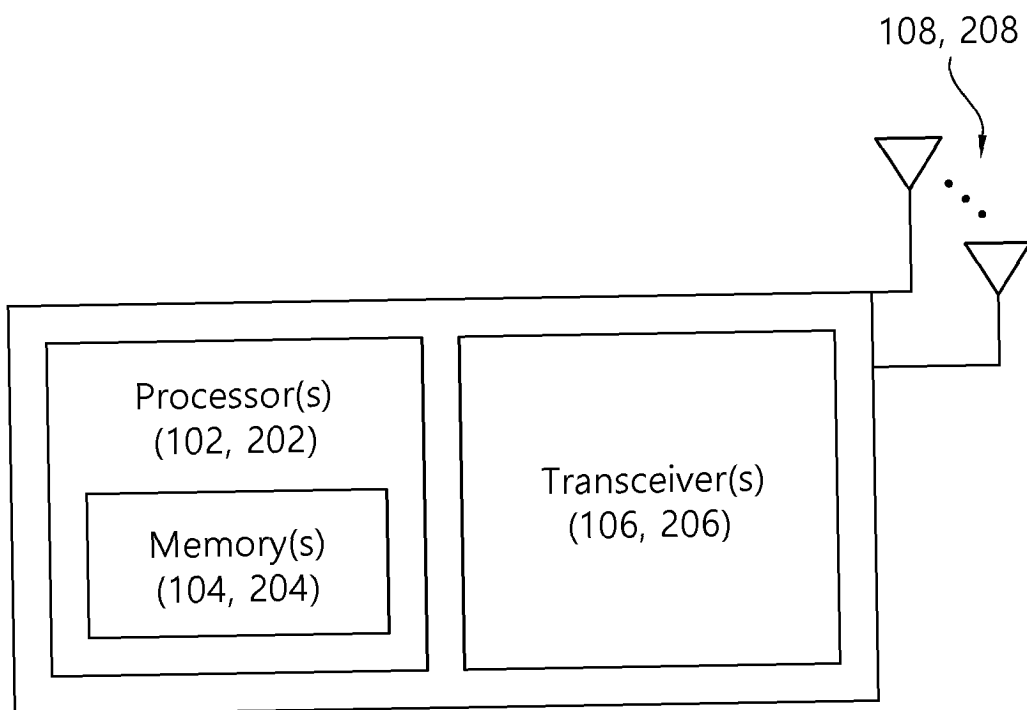 108, 208
Processor(s)
(102, 202)
Memory(s)
(104, 204)
Transceiver(s)
(106, 206)